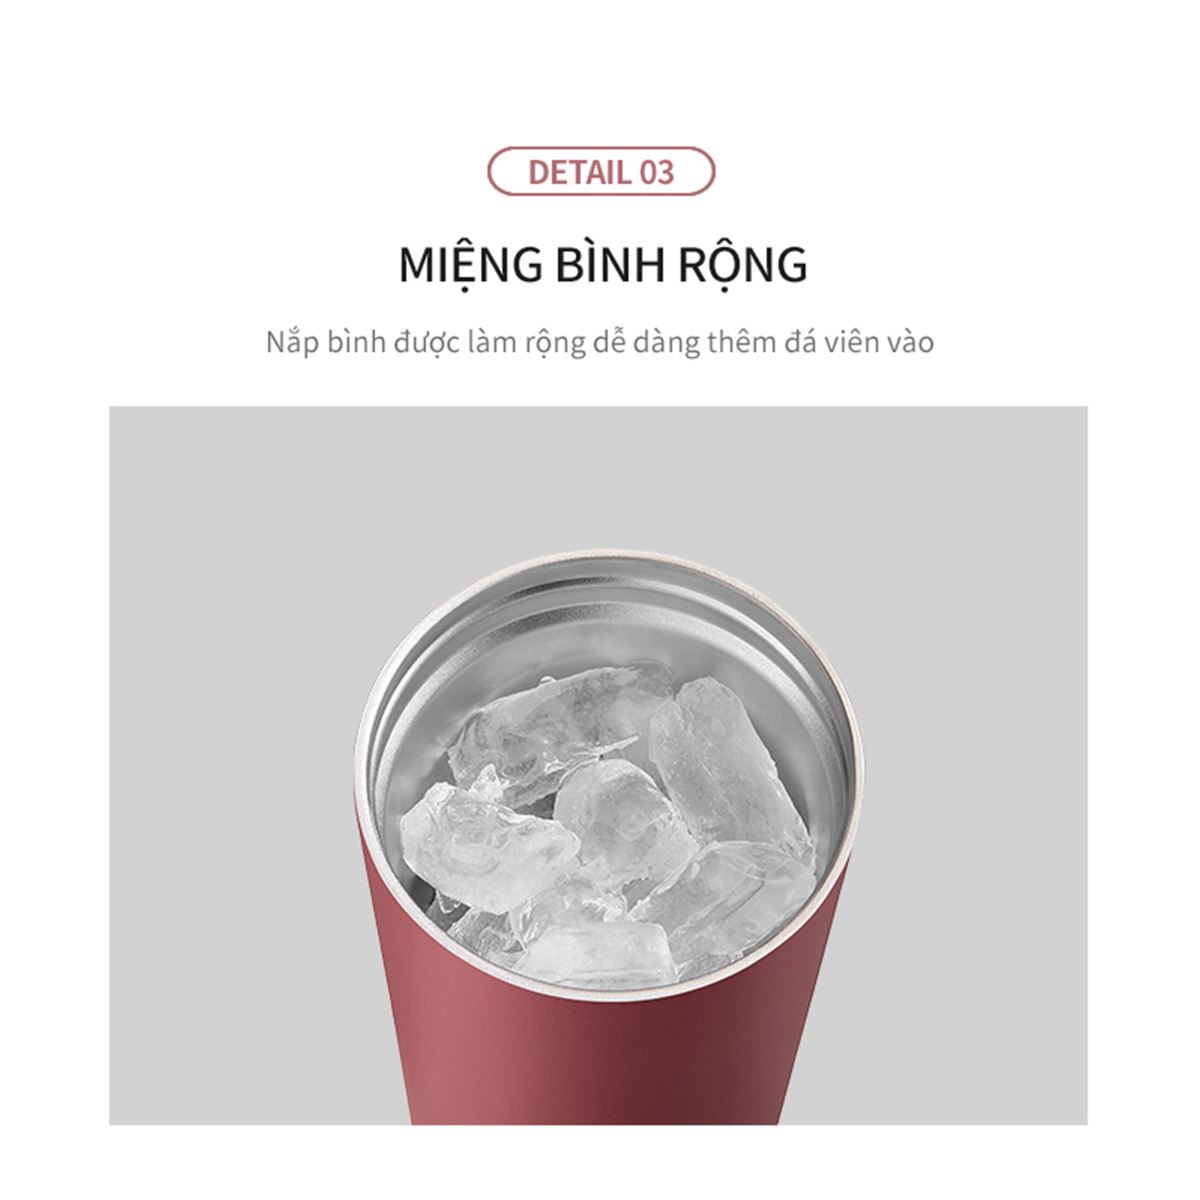 DETAIL 03
MIỆNG BÌNH RỘNG
Nắp bình được làm rộng dễ dàng thêm đá viên vào